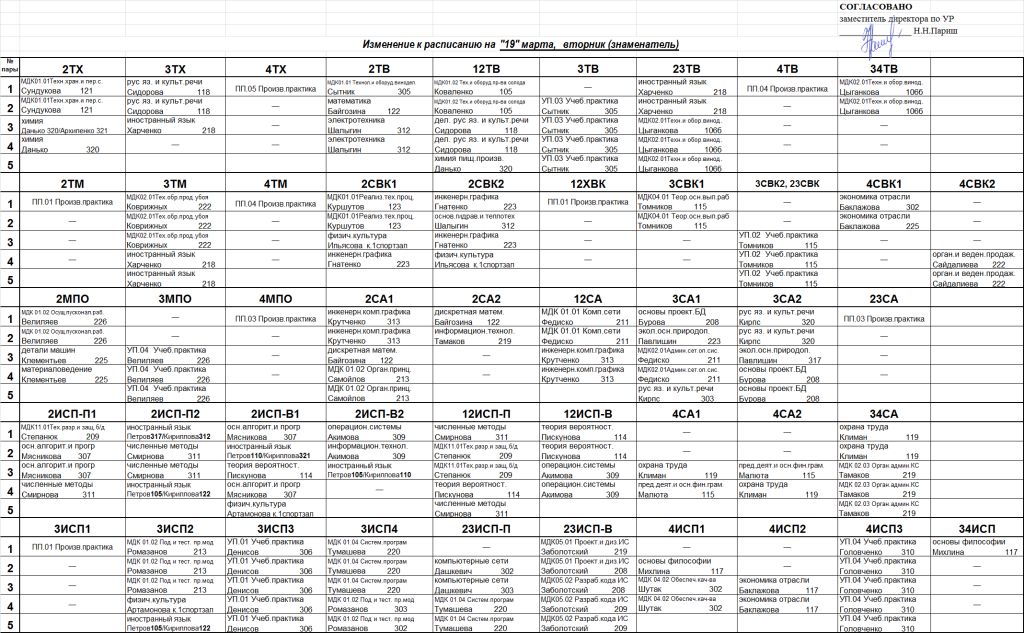 СОГЛАСОВАНО
заместитель директора по УР
Н.Н.Париш
Изменение к расписанию на "19" марта, вторник (знаменатель)
№ пары 2ТХ 3ТХ 4ТХ 2ТВ 12ТВ 3ТВ 23ТВ 4ТВ 34ТВ
1 МДК01.01Техн.хран и пер.с. рус яз. и культ.речи ПП.05 Произв.практика МДК01.01 Технол.и оборуд.виноде.п. МДК01.02 Тех.и оборуд.пр-ва солода — иностранный язык ПП.04 Произв.практика МДК02.01Техн.и обор.винод.
Сундукова 121 Сидорова 118 Сытник 305 Коваленко 105 Харченко 218 Цыганкова 106б
2 МДК01.01Техн.хран и пер.с. рус яз. и культ.речи — математика МДК01.02 Тех.и оборуд.пр-ва солода УП.03 Учеб.практика иностранный язык — МДК02.01Техн.и обор.винод.
Сундукова 121 Сидорова 118 Байгозина 122 Коваленко 105 Сытник 305 Харченко 218 Цыганкова 106б
3 химия иностранный язык — электротехника дел. рус яз. и культ.речи УП.03 Учеб.практика МДК02.01Техн.и обор.винод. — —
Данько 320/Архипенко 321 Харченко 218 Шалыгин 312 Сидорова 118 Сытник 305 Цыганкова 106б
4 химия — — электротехника дел. рус яз. и культ.речи УП.03 Учеб.практика МДК02.01Техн.и обор.винод. — —
Данько 320 Шалыгин 312 Сидорова 118 Сытник 305 Цыганкова 106б
5 химия пищ.произв. УП.03 Учеб.практика МДК02.01Техн.и обор.винод.
Данько 320 Сытник 305 Цыганкова 106б
2ТМ 3ТМ 4ТМ 2СВК1 2СВК2 12ХВК 3СВК1 3СВК2, 23СВК 4СВК1 4СВК2
1 ПП.01 Произв.практика МДК02.01Тех.обр.прод.убоя ПП.04 Произв.практика МДК01.01Реализ.тех.проц. инженерн.графика ПП.01 Произв.практика МДК04.01 Теор.осн.вып.раб — экономика отрасли —
Коврижных 222 Куршутов 123 Гнатенко 223 Томников 115 Баклажова 302
2 — МДК02.01Тех.обр.прод.убоя — МДК01.01Реализ.тех.проц. основ.гидрав.и теплотех — МДК04.01 Теор.осн.вып.раб — экономика отрасли —
Коврижных 222 Куршутов 123 Шалыгин 312 Томников 115 Баклажова 225
3 — МДК02.01Тех.обр.прод.убоя — физич.культура инженерн.графика — — УП.02 Учеб.практика — —
Коврижных 222 Ильясова к.1спортзал Гнатенко 223 Томников 115
4 — иностранный язык — инженерн.графика физич.культура — — УП.02 Учеб.практика — орган.и веден.продаж.
Харченко 218 Гнатенко 223 Ильясова к.1спортзал Томников 115 Сайдалиева 222
5 иностранный язык УП.02 Учеб.практика орган.и веден.продаж.
Харченко 218 Томников 115 Сайдалиева 222
2МПО 3МПО 4МПО 2СА1 2СА2 12СА 3СА1 3СА2 23СА
1 МДК 01.02 Осущ.пусконал.раб. — ПП.03 Произв.практика инженерн.комп.графика дискретная матем. МДК 01.01 Комп.сети основы проект.БД рус яз. и культ.речи ПП.03 Произв.практика
Велиляев 226 Крутченко 313 Байгозина 122 Федиско 211 Бурова 208 Кирпс 320
2 МДК 01.02 Осущ.пусконал.раб. — — инженерн.комп.графика информацион.технол. МДК 01.01 Комп.сети экол.осн.природоп. рус яз. и культ.речи —
Велиляев 226 Крутченко 313 Тамаков 219 Федиско 211 Павлишин 223 Кирпс 320
3 детали машин УП.04 Учеб.практика — дискретная матем. — инженерн.комп.графика МДК02.01Админ.сет.оп.сис. экол.осн.природоп. —
Клементьев 225 Велиляев 226 Байгозина 122 Крутченко 313 Федиско 211 Павлишин 317
4 материаловедение УП.04 Учеб.практика — МДК 01.02 Орган.принц. — инженерн.комп.графика МДК02.01Админ.сет.оп.сис. основы проект.БД —
Клементьев 225 Велиляев 226 Самойлов 213 Крутченко 313 Федиско 211 Бурова 208
5 УП.04 Учеб.практика МДК 01.02 Орган.принц. рус яз. и культ.речи основы проект.БД
Велиляев 226 Самойлов 213 Кирпс 303 Бурова 208
2ИСП-П1 2ИСП-П2 2ИСП-В1 2ИСП-В2 12ИСП-П 12ИСП-В 4СА1 4СА2 34СА
1 МДК11.01Тех.разр.и защ.б/д иностранный язык осн.алгорит.и прогр операцион.системы численные методы теория вероятност. — — охрана труда
Степанюк 209 Петров317/Кириллова312 Мясникова 307 Акимова 309 Смирнова 311 Пискунова 114 Климан 119
2 осн.алгорит.и прогр численные методы иностранный язык информацион.технол. МДК11.01Тех.разр.и защ.б/д теория вероятност. — — охрана труда
Мясникова 307 Смирнова 311 Петров110/Кириллова321 Акимова 309 Степанюк 209 Пискунова 114 Климан 119
3 осн.алгорит.и прогр численные методы теория вероятност. иностранный язык МДК11.01Тех.разр.и защ.б/д операцион.системы охрана труда пред.деят.и осн.фин.грам. МДК 02.03 Орган.админ.КС
Мясникова 307 Смирнова 311 Пискунова 114 Петров105/Кириллова110 Степанюк 209 Акимова 309 Климан 119 Малюта 115 Тамаков 219
4 численные методы иностранный язык осн.алгорит.и прогр — теория вероятност. операцион.системы пред.деят.и осн.фин.грам. охрана труда МДК 02.03 Орган.админ.КС
Смирнова 311 Петров105/Кириллова122 Мясникова 307 Пискунова 114 Акимова 309 Малюта 115 Климан 119 Тамаков 219
5 физич.культура численные методы МДК 02.03 Орган.админ.КС
Артамонова к.1спортзал Смирнова 311 Тамаков 219
3ИСП1 3ИСП2 3ИСП3 3ИСП4 23ИСП-П 23ИСП-В 4ИСП1 4ИСП2 4ИСП3 34ИСП
1 ПП.01 Произв.практика МДК 01.02 Под и тест. пр.мод УП.01 Учеб.практика МДК 01.04 Систем.програм — МДК05.01 Проект.и диз.ИС — — УП.04 Учеб.практика основы философии
Ромазанов 213 Денисов 306 Тумашева 220 Заболотский 219 Головченко 310 Михлина 117
2 — МДК 01.02 Под и тест. пр.мод УП.01 Учеб.практика МДК 01.04 Систем.програм компьютерные сети МДК05.01 Проект.и диз.ИС основы философии — УП.04 Учеб.практика —
Ромазанов 213 Денисов 306 Тумашева 220 Дашкевич 302 Заболотский 208 Михлина 117 Головченко 310
3 — МДК 01.02 Под и тест. пр.мод УП.01 Учеб.практика МДК 01.04 Систем.програм компьютерные сети МДК05.02 Разраб.кода ИС МДК 04.02 Обеспеч.кач-ва экономика отрасли УП.04 Учеб.практика —
Ромазанов 213 Денисов 306 Тумашева 220 Дашкевич 303 Заболотский 208 Шутак 302 Баклажова 117 Головченко 310
4 — физич.культура УП.01 Учеб.практика МДК 01.02 Под и тест. пр.мод МДК 01.04 Систем.програм МДК05.02 Разраб.кода ИС МДК 04.02 Обеспеч.кач-ва экономика отрасли УП.04 Учеб.практика —
Артамонова к.1спортзал Денисов 306 Ромазанов 303 Тумашева 220 Заболотский 209 Шутак 302 Баклажова 117 Головченко 310
5 иностранный язык УП.01 Учеб.практика МДК 01.02 Под и тест. пр.мод МДК 01.04 Систем.програм МДК05.02 Разраб.кода ИС УП.04 Учеб.практика
Петров105/Кириллова122 Денисов 306 Ромазанов 302 Тумашева 220 Заболотский 209 Головченко 310